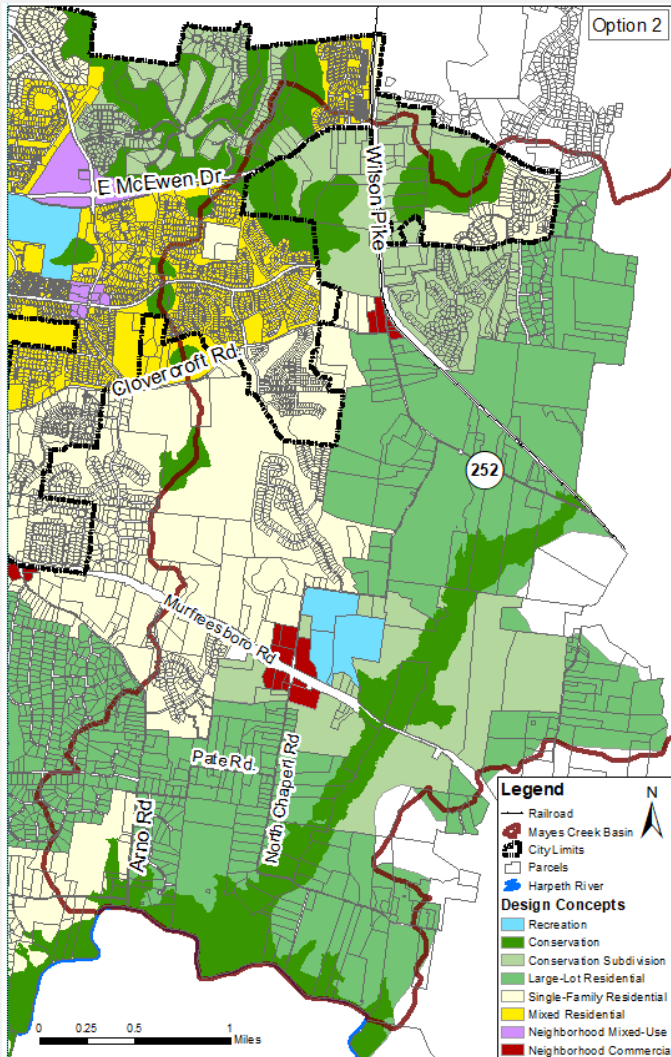 Option 2
E McEwen Dr
Wilson Pike
Clovercroft Rd.
252
Murfreesboro Rd
Pate Rd.
North Chapel Rd
Arno Rd
Legend
N
Railroad
Mayes Creek Basin
City Limits
Parcels
Harpeth River
Design Concepts
Recreation
Conservation
Conservation Subdivision
Large-Lot Residential
Single-Family Residential
Mixed Residential
Neighborhood Mixed-Use
Neighborhood Commercia
0 0.25 0.5 1
Miles